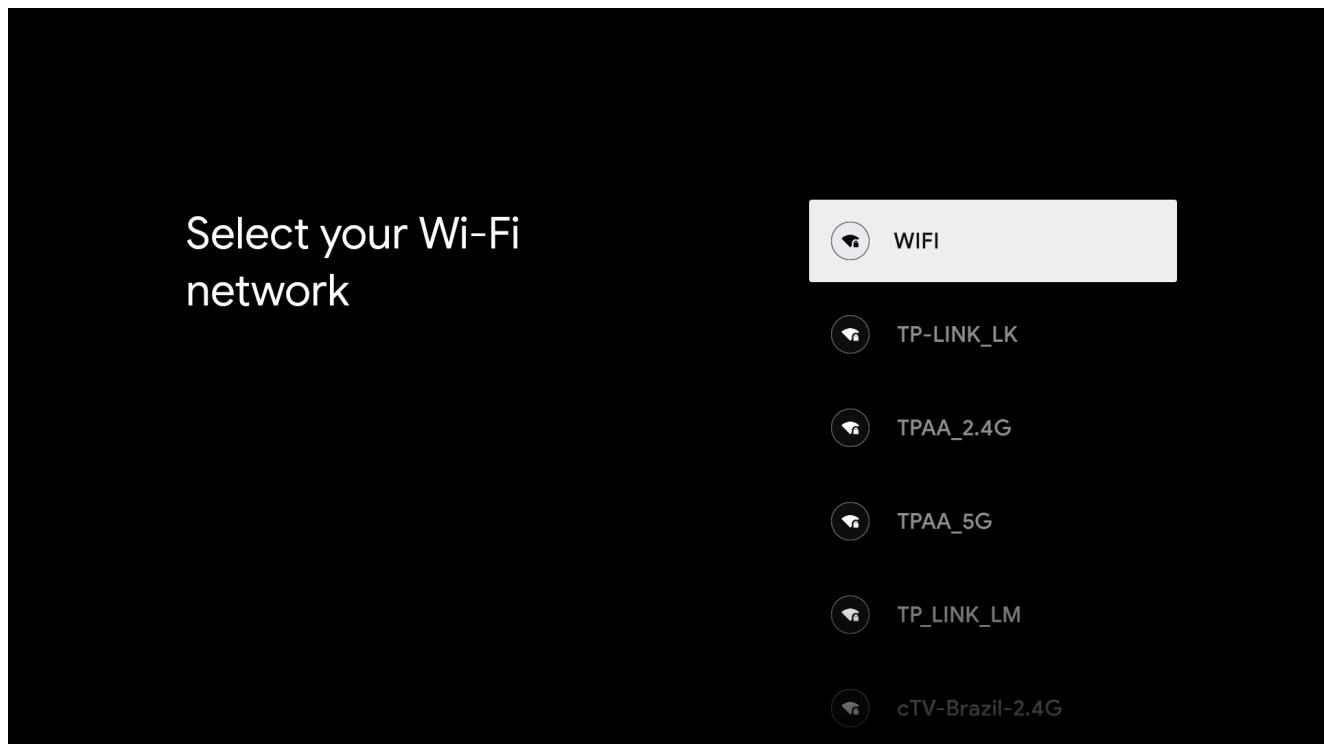 Select your Wi-Fi
network
WIFI
TP-LINK_LK
TPAA_2.4G
TPAA_5G
TP_LINK_LM
cTV-Brazil-2.4G